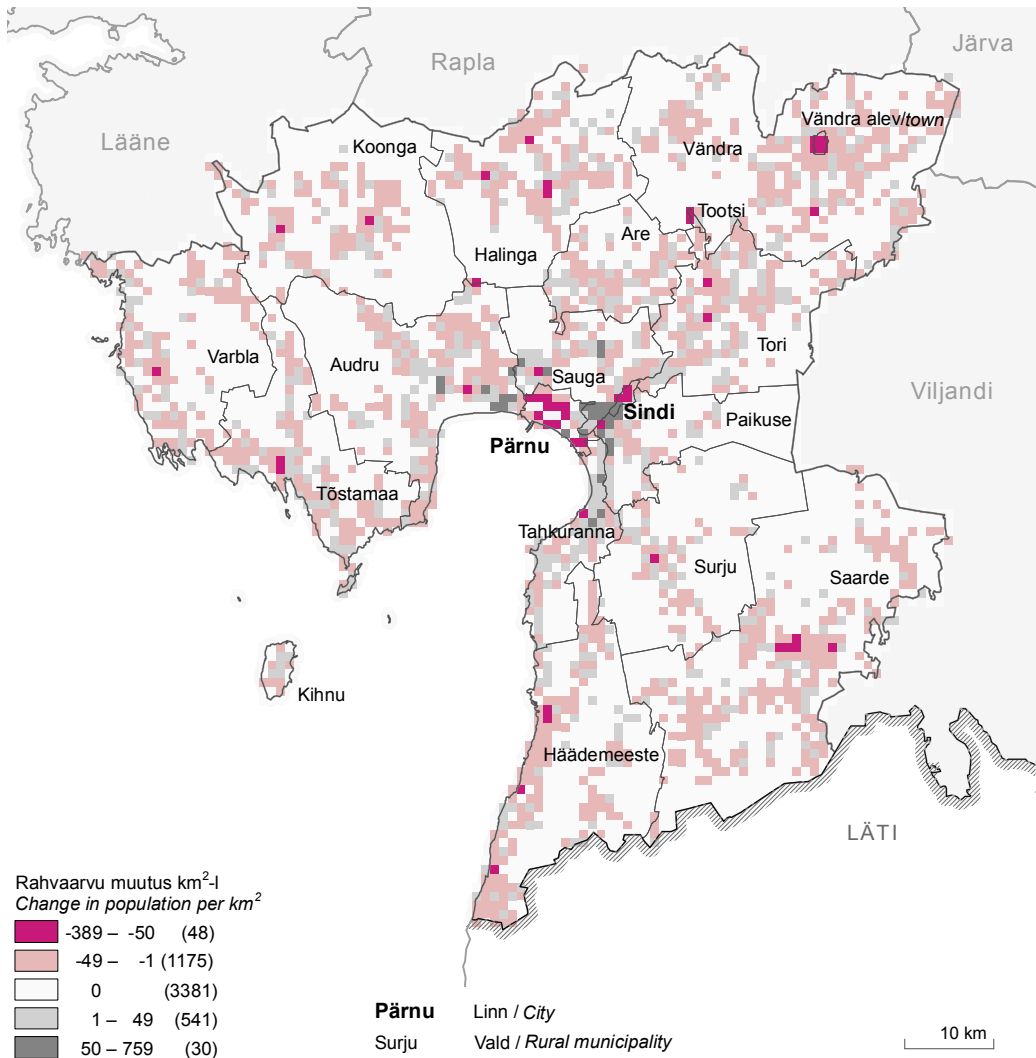 Järva
Rapla
Lääne
Vändra alev/town
Koonga
Vändra
Tootsi
Are
Halinga
Tori
Varbla
Audru
Sauga
Viljandi
Sindi
Paikuse
Pärnu
Tõstamaa
Tahkuranna
Surju
Saarde
Kihnu
Häädemeeste
LÄTI
Rahvaarvu muutus km²-l
Change in population per km²
-389 – -50 (48)
-49 – -1 (1175)
0 (3381)
1 – 49 (541)
50 – 759 (30)
Pärnu Linn / City
Surju Vald / Rural municipality
10 km